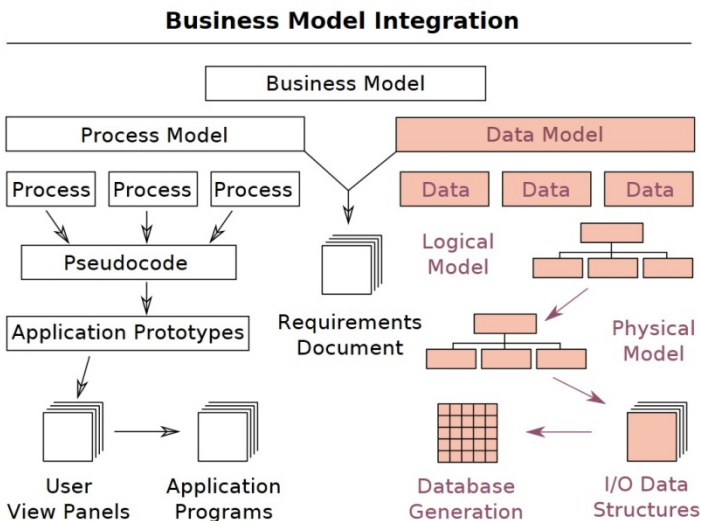 Business Model Integration
Business Model
Process Model
Data Model
Process
Process
Process
Data
Data
Data
Pseudocode
Logical
Model
Application Prototypes
Requirements
Document
Physical
Model
User
View Panels
Application
Programs
Database
Generation
I/O Data
Structures